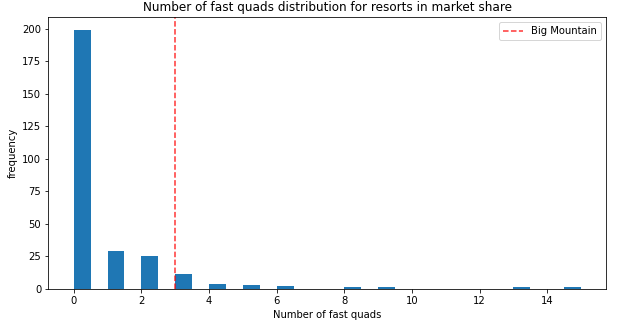 Number of fast quads distribution for resorts in market share
Big Mountain
200
175
150
125
100
75
50
25
0
frequency
0 2 4 6 8 10 12 14
Number of fast quads